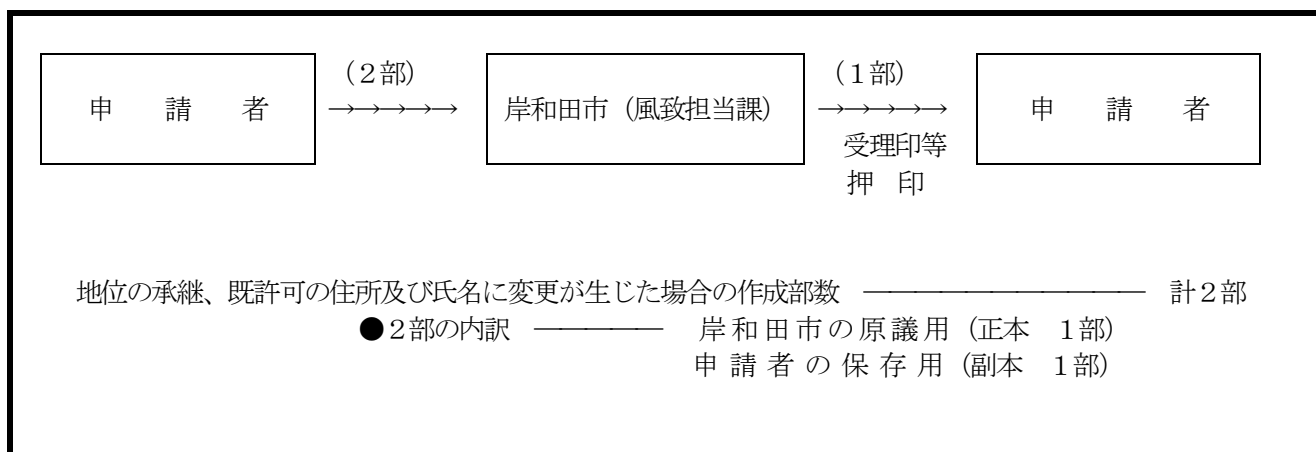 （２部） （１部）
申　請　者 →→→→→ 岸和田市（風致担当課） →→→→→ 申　請　者
受理印等
押　印
地位の承継、既許可の住所及び氏名に変更が生じた場合の作成部数 ――――――――――― 計２部
●２部の内訳 ――――― 岸和田市の原議用（正本　１部）
申請者の保存用（副本　１部）